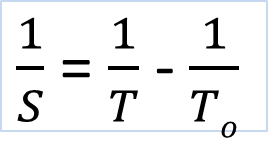 1/S = 1/T - 1/Tₒ